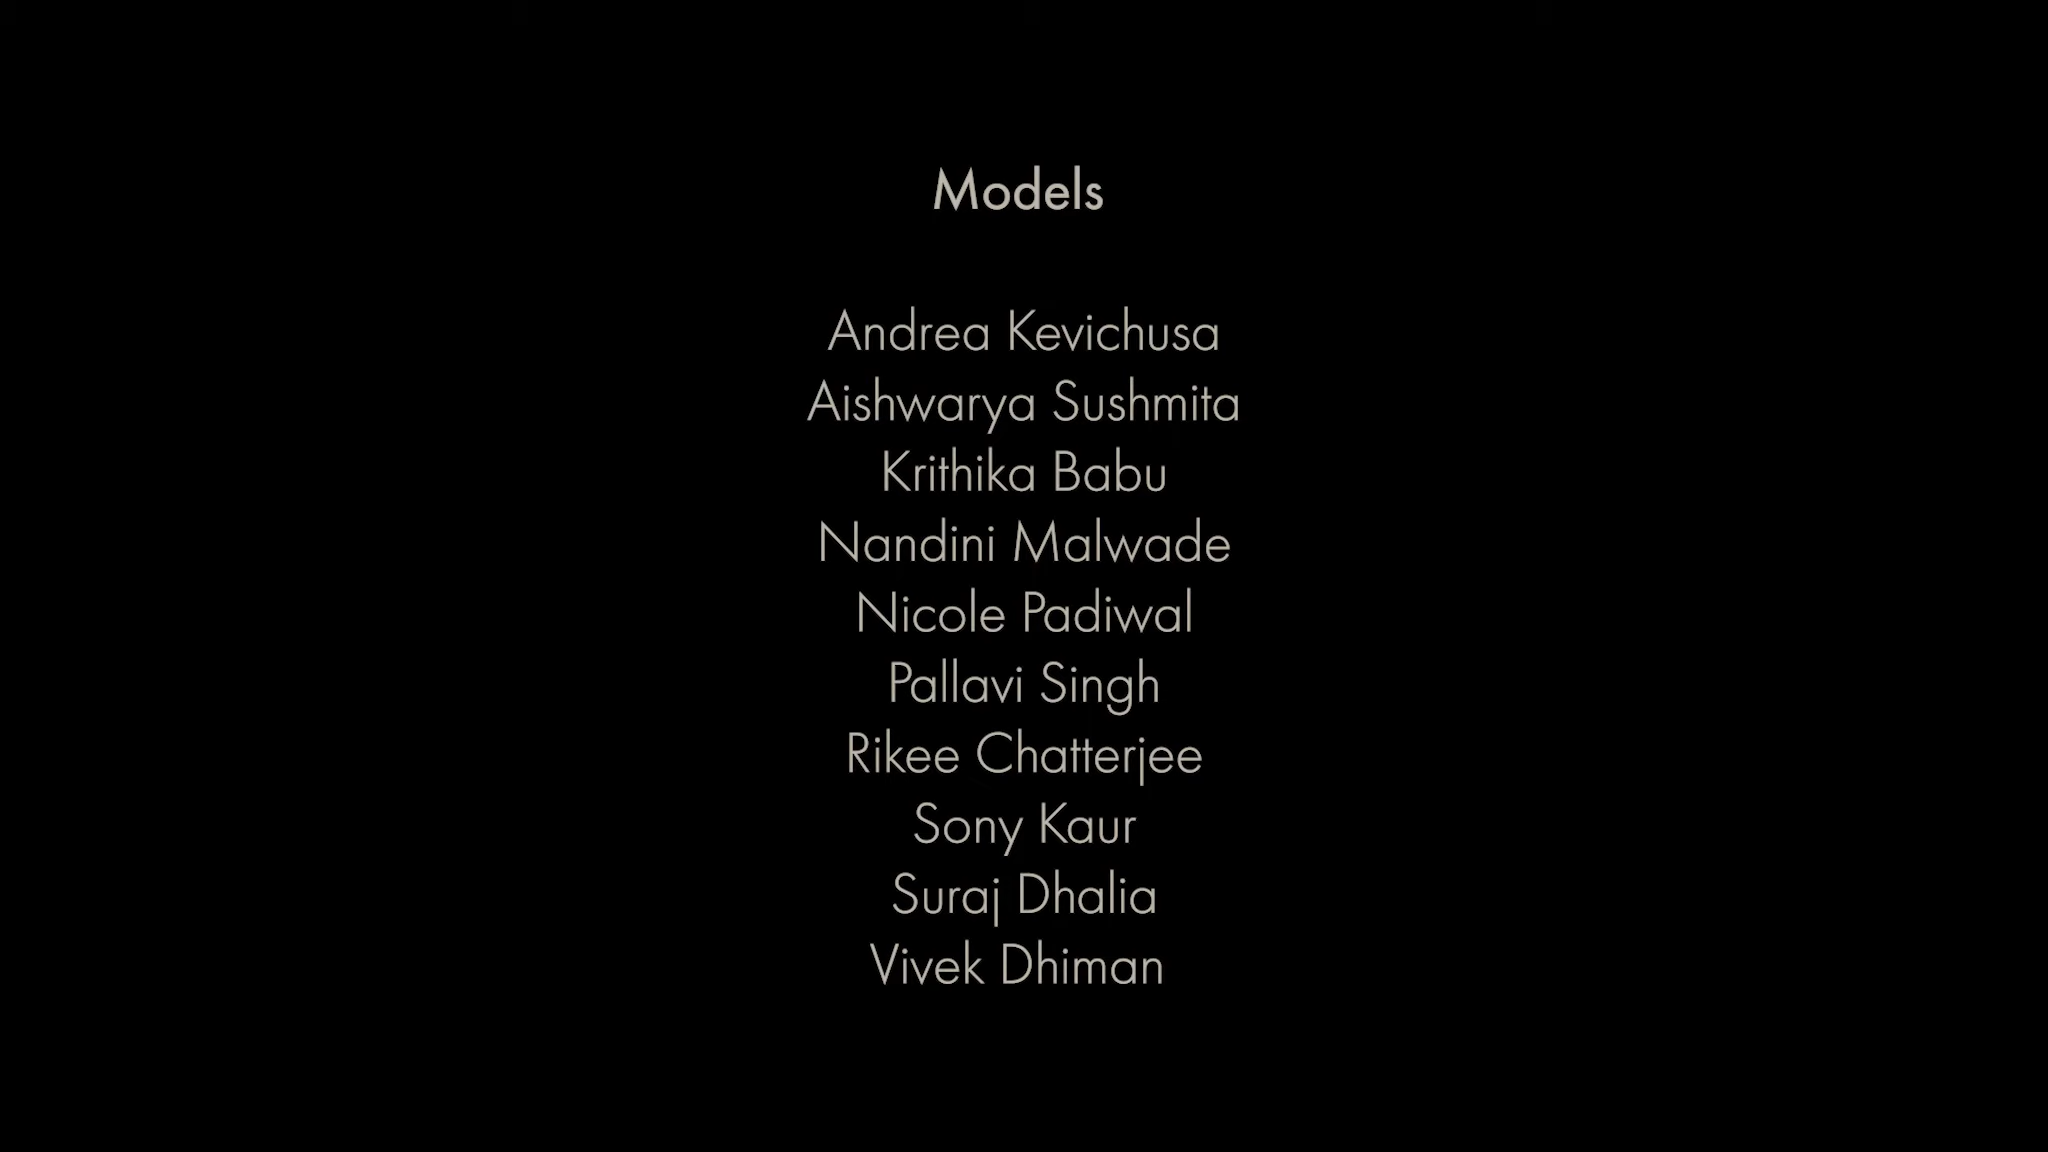 Models
Andrea Kevichusa
Aishwarya Sushmita
Krithika Babu
Nandini Malwade
Nicole Padiwal
Pallavi Singh
Rikee Chatterjee
Sony Kaur
Suraj Dhalia
Vivek Dhiman